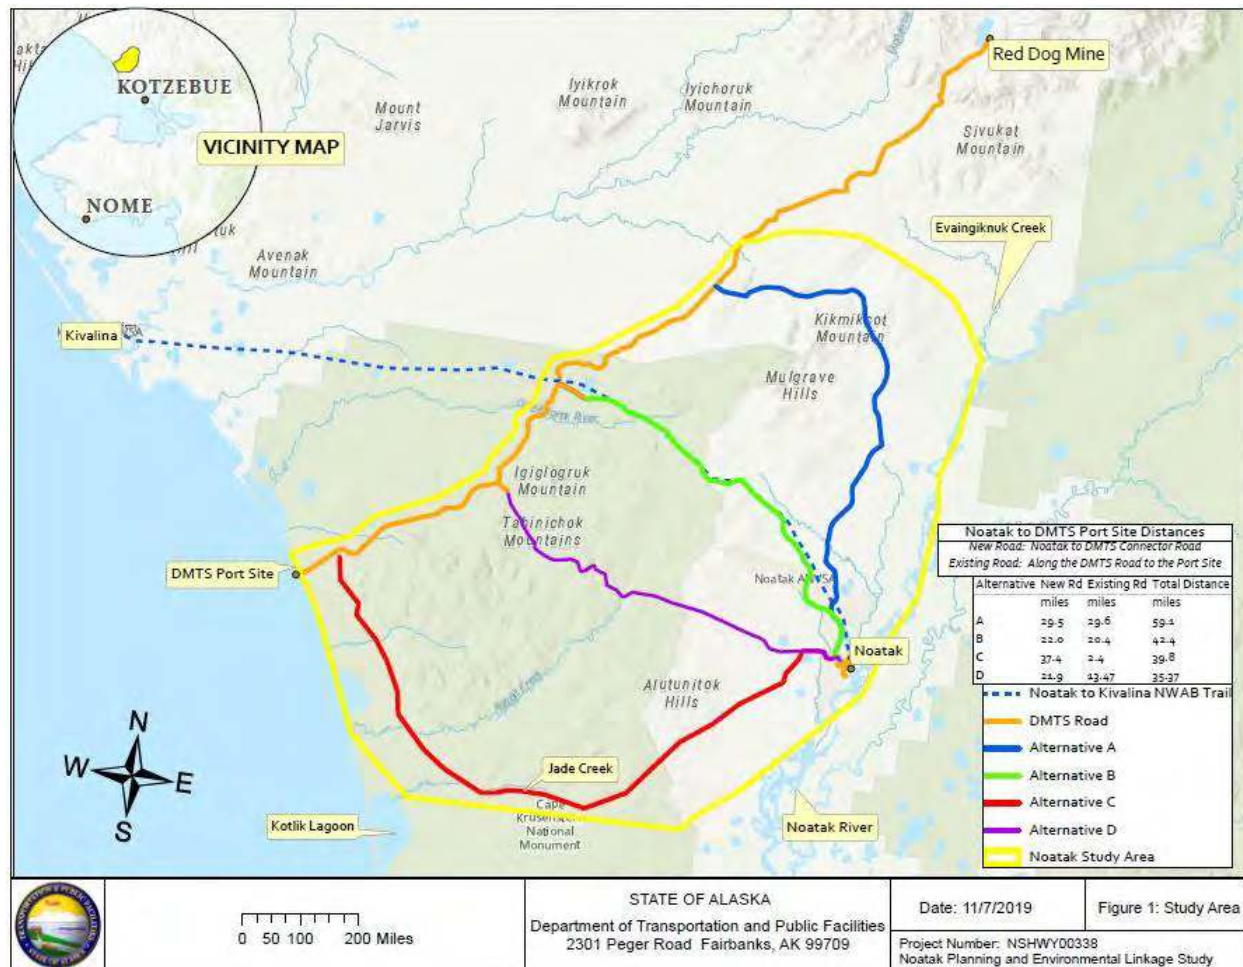 KOTZEBUE
VICINITY MAP
NOME
Mount
Jarvis
Iyikrok
Mountain
Iyichoruk
Mountain
Red Dog Mine
Sivukat
Mountain
Avenak
Mountain
Evaingiknuk Creek
Kivalina
Kikmiksot
Mountain
Mulgrave
Hills
Igiglogruk
Mountain
Tahinichok
Mountains
DMTS Port Site
Noatak
Noatak
Alutunitok
Hills
Jade Creek
Cape
Krusenstern
National
Monument
Kotlik Lagoon
Noatak River
N
W
E
S
Noatak to DMTS Port Site Distances
New Road: Noatak to DMTS Connector Road
Existing Road: Along the DMTS Road to the Port Site
Alternative New Rd Existing Rd Total Distance
miles miles miles
A 29.5 29.6 59.1
B 22.0 20.4 42.4
C 37.4 2.4 39.8
D 21.9 13.47 35.37
Noatak to Kivalina NWAB Trail
DMTS Road
Alternative A
Alternative B
Alternative C
Alternative D
Noatak Study Area
0 50 100 200 Miles
STATE OF ALASKA
Department of Transportation and Public Facilities
2301 Peger Road Fairbanks, AK 99709
Date: 11/7/2019
Figure 1: Study Area
Project Number: NSHWY00338
Noatak Planning and Environmental Linkage Study